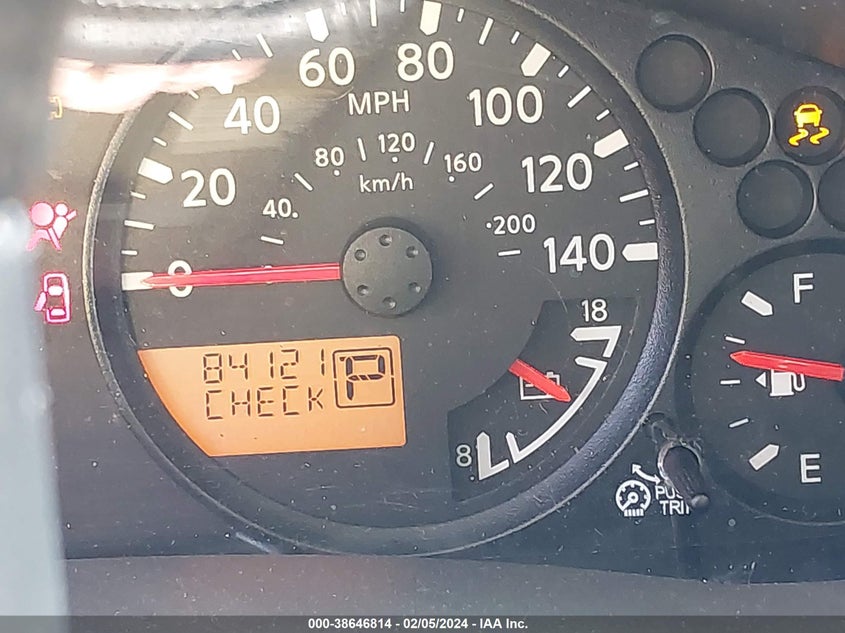 60 80
40 MPH 100
80 120 160
km/h
20 120
40.
200
0 140
18
F
84121 P
CHECK
8
E
TRIP
000-38646814 - 02/05/2024 - IAA Inc.